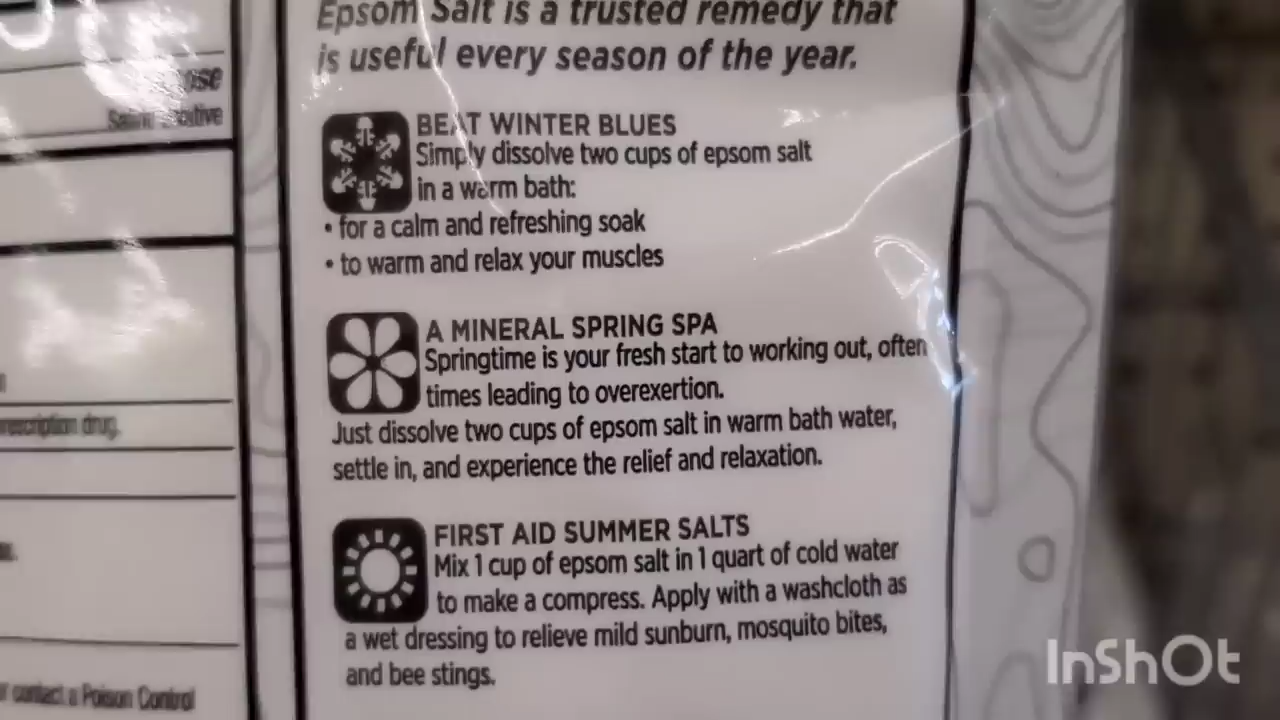 Epsom Salt is a trusted remedy that
is useful every season of the year.
BEAT WINTER BLUES
Simply dissolve two cups of epsom salt
in a warm bath:
• for a calm and refreshing soak
• to warm and relax your muscles
A MINERAL SPRING SPA
Springtime is your fresh start to working out, often
times leading to overexertion.
Just dissolve two cups of epsom salt in warm bath water,
settle in, and experience the relief and relaxation.
FIRST AID SUMMER SALTS
Mix 1 cup of epsom salt in 1 quart of cold water
to make a compress. Apply with a washcloth as
a wet dressing to relieve mild sunburn, mosquito bites,
and bee stings.
drug.
contact a Poison Control
InShOt